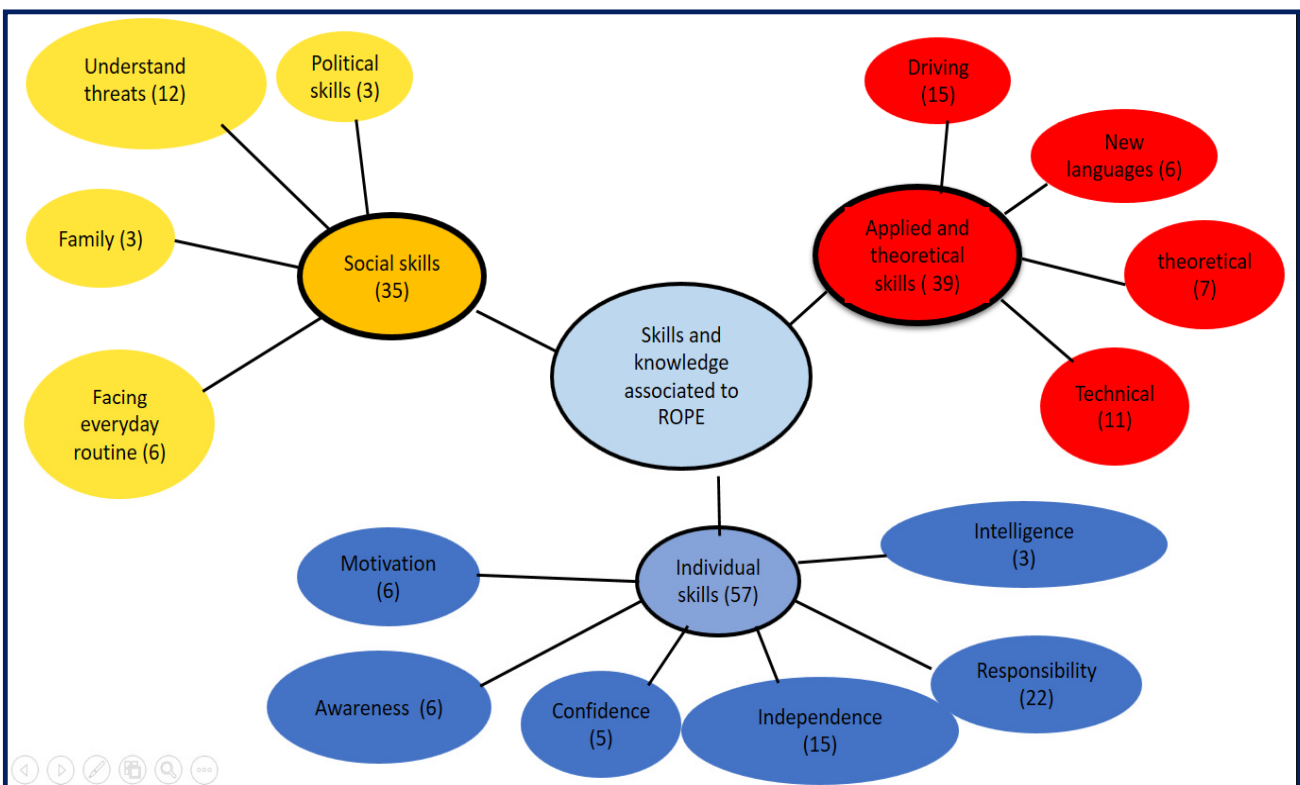 Understand
threats (12)
Political
skills (3)
Family (3)
Social skills
(35)
Facing
everyday
routine (6)
Skills and
knowledge
associated to
ROPE
Driving
(15)
New
languages (6)
Applied and
theoretical
skills ( 39)
theoretical
(7)
Technical
(11)
Individual
skills (57)
Motivation
(6)
Awareness (6)
Confidence
(5)
Independence
(15)
Responsibility
(22)
Intelligence
(3)